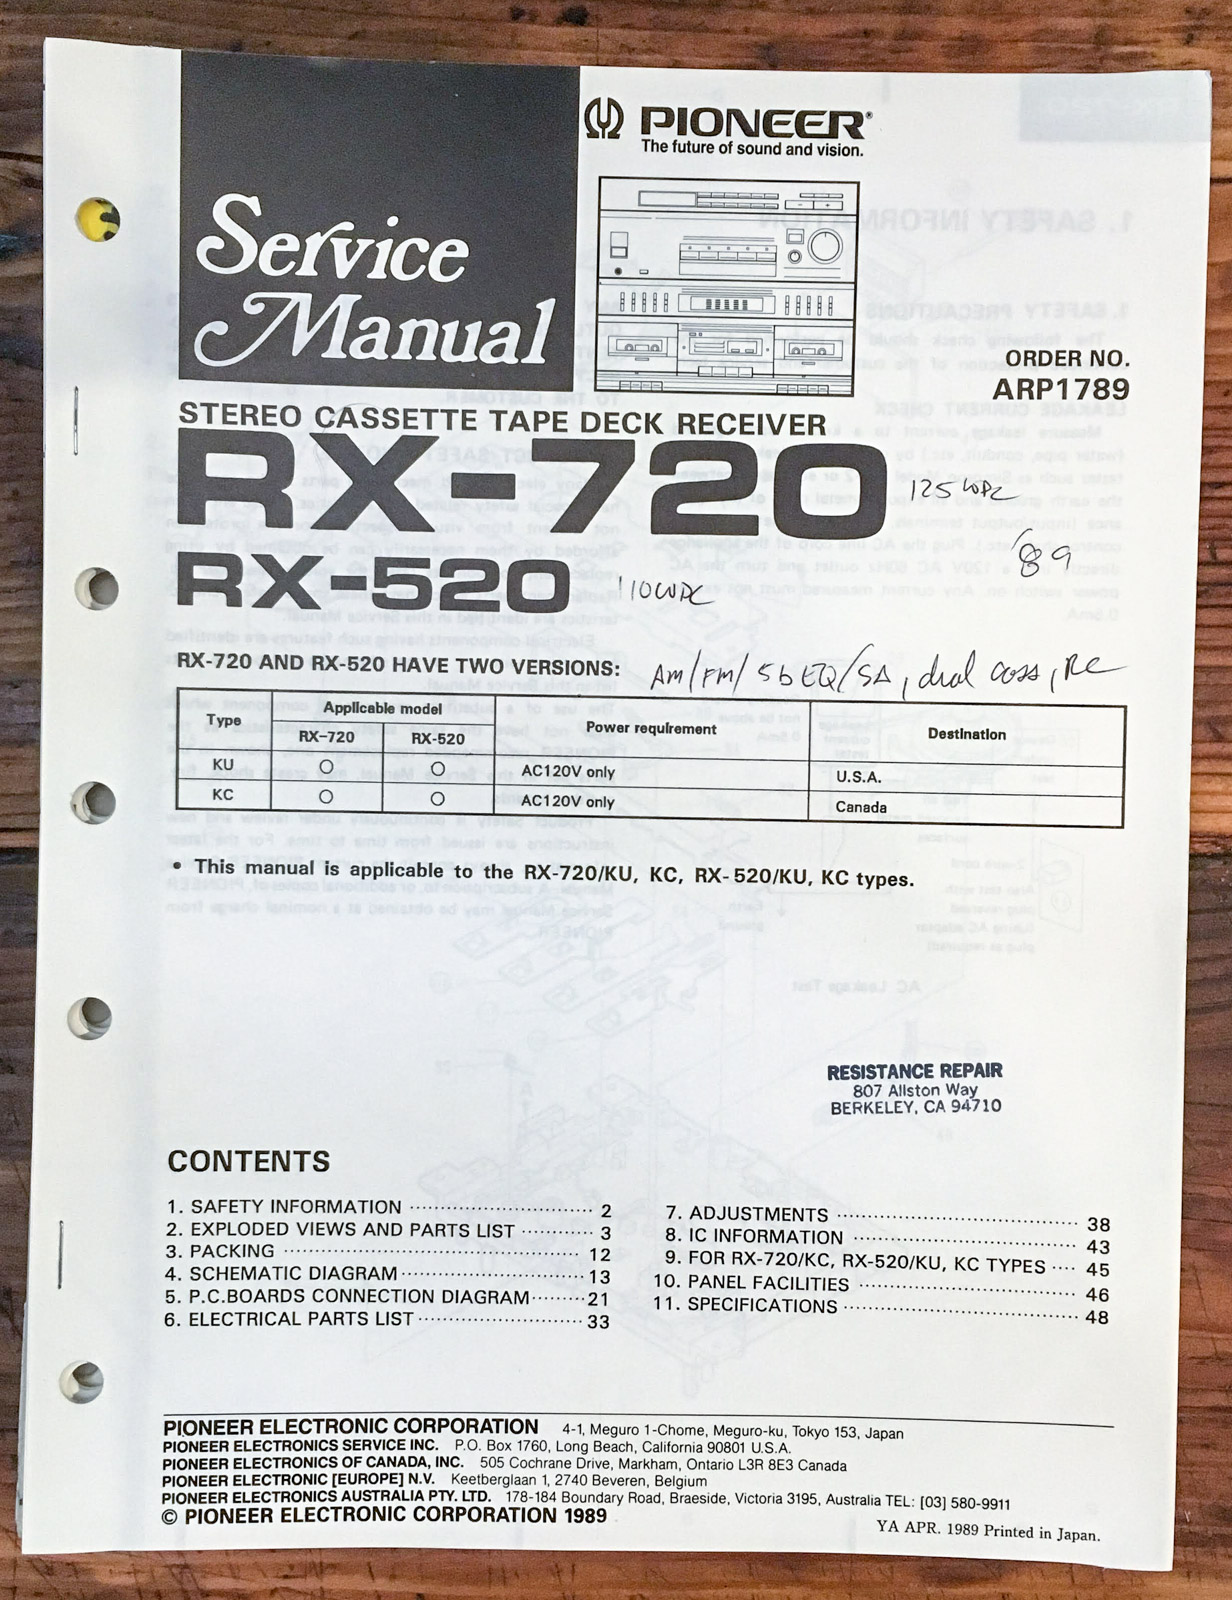 PIONEER®
The future of sound and vision.
Service
Manual
ORDER NO.
ARP1789
STEREO CASSETTE TAPE DECK RECEIVER
RX-720 125WPC
'89
RX-520 110WPC
RX-720 AND RX-520 HAVE TWO VERSIONS: AM/FM/5b EQ/SA, dual cass, RC
Type Applicable model Power requirement Destination
RX-720 RX-520
KU ○ ○ AC120V only U.S.A.
KC ○ ○ AC120V only Canada
• This manual is applicable to the RX-720/KU, KC, RX-520/KU, KC types.
RESISTANCE REPAIR
807 Allston Way
BERKELEY, CA 94710
CONTENTS
1. SAFETY INFORMATION 2
2. EXPLODED VIEWS AND PARTS LIST 3
3. PACKING 12
4. SCHEMATIC DIAGRAM 13
5. P.C.BOARDS CONNECTION DIAGRAM 21
6. ELECTRICAL PARTS LIST 33
7. ADJUSTMENTS 38
8. IC INFORMATION 43
9. FOR RX-720/KC, RX-520/KU, KC TYPES 45
10. PANEL FACILITIES 46
11. SPECIFICATIONS 48
PIONEER ELECTRONIC CORPORATION 4-1, Meguro 1-Chome, Meguro-ku, Tokyo 153, Japan
PIONEER ELECTRONICS SERVICE INC. P.O. Box 1760, Long Beach, California 90801 U.S.A.
PIONEER ELECTRONICS OF CANADA, INC. 505 Cochrane Drive, Markham, Ontario L3R 8E3 Canada
PIONEER ELECTRONIC [EUROPE] N.V. Keetberglaan 1, 2740 Beveren, Belgium
PIONEER ELECTRONICS AUSTRALIA PTY. LTD. 178-184 Boundary Road, Braeside, Victoria 3195, Australia TEL: [03] 580-9911
© PIONEER ELECTRONIC CORPORATION 1989
YA APR. 1989 Printed in Japan.